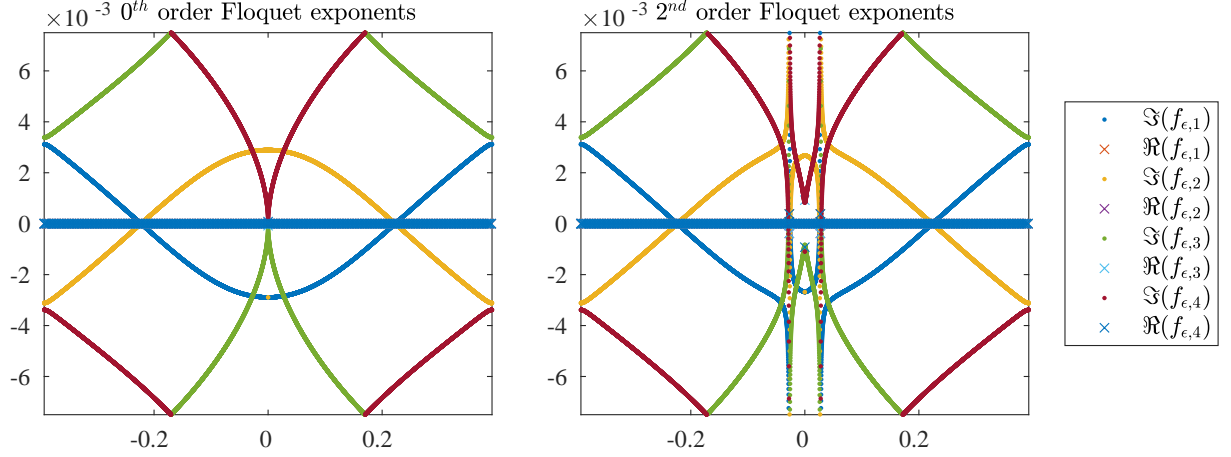 ×10⁻³ 0ᵗʰ order Floquet exponents
6
4
2
0
-2
-4
-6
-0.2 0 0.2
×10⁻³ 2ⁿᵈ order Floquet exponents
6
4
2
0
-2
-4
-6
-0.2 0 0.2
ℑ(f_{ϵ,1})
ℜ(f_{ϵ,1})
ℑ(f_{ϵ,2})
ℜ(f_{ϵ,2})
ℑ(f_{ϵ,3})
ℜ(f_{ϵ,3})
ℑ(f_{ϵ,4})
ℜ(f_{ϵ,4})